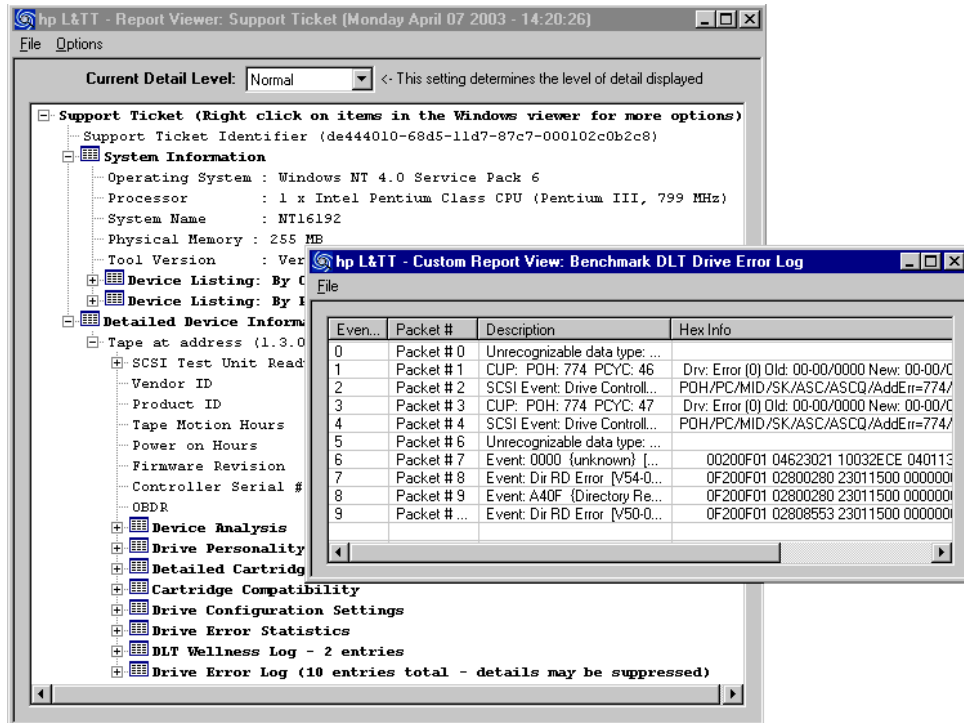 hp L&TT - Report Viewer: Support Ticket (Monday April 07 2003 - 14:20:26)
File Options
Current Detail Level: Normal <- This setting determines the level of detail displayed
Support Ticket (Right click on items in the Windows viewer for more options)
Support Ticket Identifier (de444010-68d5-11d7-87c7-000102c0b2c8)
System Information
Operating System : Windows NT 4.0 Service Pack 6
Processor : 1 x Intel Pentium Class CPU (Pentium III, 799 MHz)
System Name : NT16192
Physical Memory : 255 MB
Tool Version : Ver
Device Listing: By
Device Listing: By
Detailed Device Informa
Tape at address (1.3.0
SCSI Test Unit Read
Vendor ID
Product ID
Tape Motion Hours
Power on Hours
Firmware Revision
Controller Serial #
OBDR
Device Analysis
Drive Personality
Detailed Cartridg
Cartridge Compatibility
Drive Configuration Settings
Drive Error Statistics
DLT Wellness Log - 2 entries
Drive Error Log (10 entries total - details may be suppressed)
hp L&TT - Custom Report View: Benchmark DLT Drive Error Log
File
Even... Packet # Description Hex Info
0 Packet # 0 Unrecognizable data type: ...
1 Packet # 1 CUP: POH: 774 PCYC: 46 Drv: Error (0) Old: 00-00/0000 New: 00-00/0
2 Packet # 2 SCSI Event: Drive Controll... POH/PC/MID/SK/ASC/ASCQ/AddErr=774/
3 Packet # 3 CUP: POH: 774 PCYC: 47 Drv: Error (0) Old: 00-00/0000 New: 00-00/0
4 Packet # 4 SCSI Event: Drive Controll... POH/PC/MID/SK/ASC/ASCQ/AddErr=774/
5 Packet # 6 Unrecognizable data type: ...
6 Packet # 7 Event: 0000 {unknown} [... 00200F01 04623021 10032ECE 040113
7 Packet # 8 Event: Dir RD Error [V54-0... 0F200F01 02800280 23011500 0000000
8 Packet # 9 Event: A40F {Directory Re... 0F200F01 02800280 23011500 0000000
9 Packet # ... Event: Dir RD Error [V50-0... 0F200F01 02808553 23011500 0000000